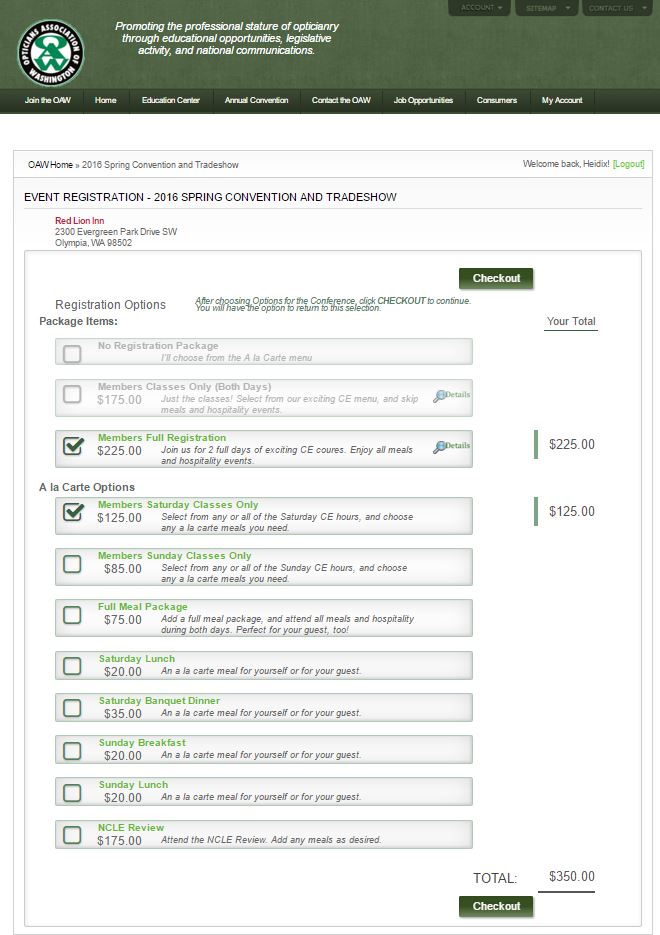 ACCOUNT
SITEMAP
CONTACT US
OPTICIANS ASSOCIATION OF WASHINGTON
OAW
Promoting the professional stature of opticianry
through educational opportunities, legislative
activity, and national communications.
Join the OAW
Home
Education Center
Annual Convention
Contact the OAW
Job Opportunities
Consumers
My Account
OAW Home » 2016 Spring Convention and Tradeshow
Welcome back, Heidix! [Logout]
EVENT REGISTRATION - 2016 SPRING CONVENTION AND TRADESHOW
Red Lion Inn
2300 Evergreen Park Drive SW
Olympia, WA 98502
Checkout
Registration Options
After choosing Options for the Conference, click CHECKOUT to continue.
You will have the option to return to this selection.
Package Items:
Your Total
No Registration Package
I'll choose from the A la Carte menu
Members Classes Only (Both Days)
$175.00 Just the classes! Select from our exciting CE menu, and skip
meals and hospitality events.
Details
Members Full Registration
$225.00 Join us for 2 full days of exciting CE coures. Enjoy all meals
and hospitality events.
Details
$225.00
A la Carte Options
Members Saturday Classes Only
$125.00 Select from any or all of the Saturday CE hours, and choose
any a la carte meals you need.
$125.00
Members Sunday Classes Only
$85.00 Select from any or all of the Sunday CE hours, and choose
any a la carte meals you need.
Full Meal Package
$75.00 Add a full meal package, and attend all meals and hospitality
during both days. Perfect for your guest, too!
Saturday Lunch
$20.00 An a la carte meal for yourself or for your guest.
Saturday Banquet Dinner
$35.00 An a la carte meal for yourself or for your guest.
Sunday Breakfast
$20.00 An a la carte meal for yourself or for your guest.
Sunday Lunch
$20.00 An a la carte meal for yourself or for your guest.
NCLE Review
$175.00 Attend the NCLE Review. Add any meals as desired.
TOTAL: $350.00
Checkout